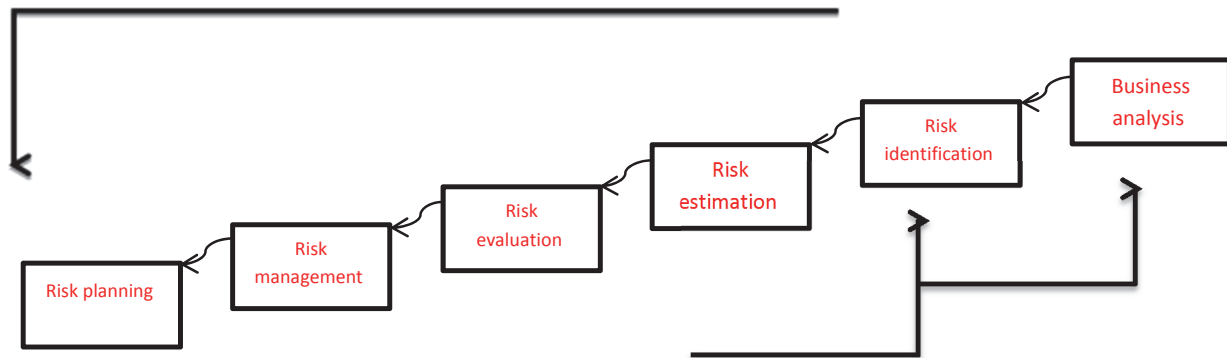 Business
analysis
Risk
identification
Risk
estimation
Risk
evaluation
Risk
management
Risk planning